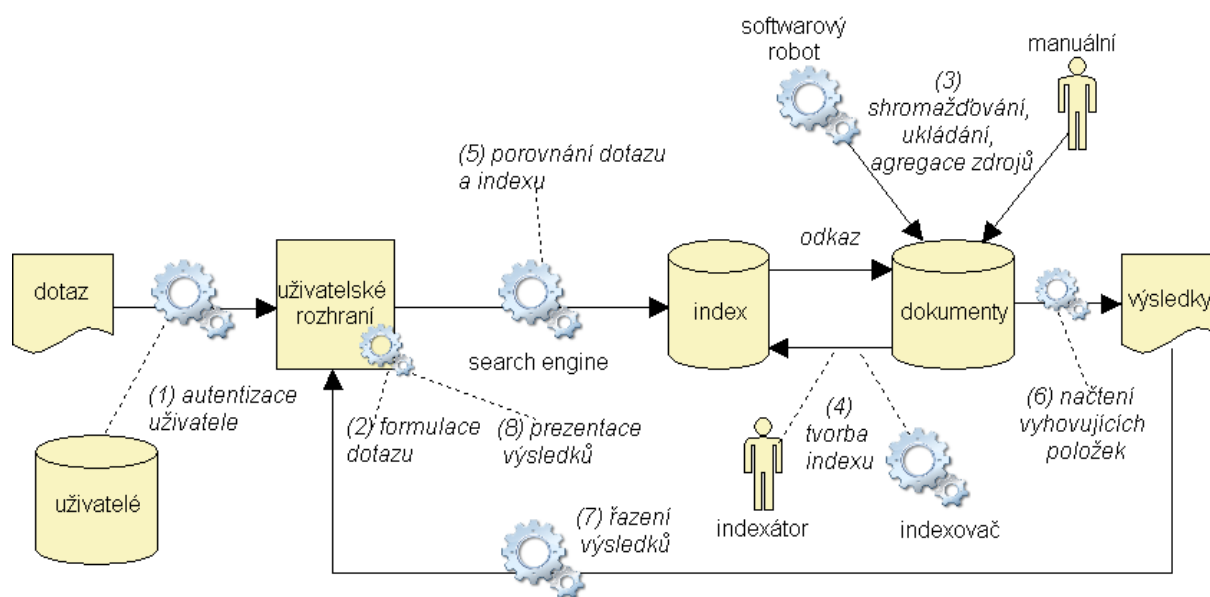 softwarový
robot
manuální
(3)
shromažďování,
ukládání,
agregace zdrojů
(5) porovnání dotazu
a indexu
odkaz
dotaz
uživatelské
rozhraní
index
dokumenty
výsledky
search engine
(1) autentizace
uživatele
(2) formulace
dotazu
(8) prezentace
výsledků
(4)
tvorba
indexu
(6) načtení
vyhovujících
položek
uživatelé
indexátor
indexovač
(7) řazení
výsledků